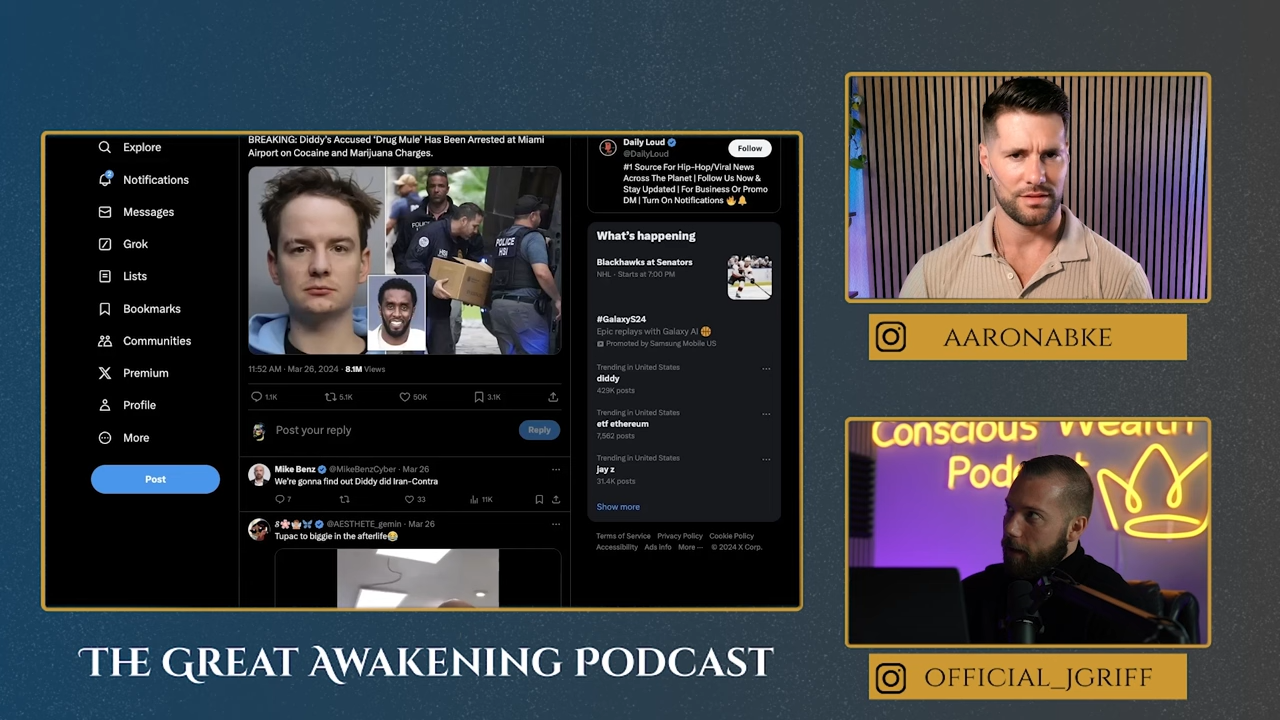 Explore
Notifications
2
Messages
Grok
Lists
Bookmarks
Communities
Premium
Profile
More
Post
BREAKING: Diddy's Accused 'Drug Mule' Has Been Arrested at Miami
Airport on Cocaine and Marijuana Charges.
POLICE
HSI
POLICE
HSI
11:52 AM · Mar 26, 2024 · 8.1M Views
1.1K 5.1K 50K 3.1K
Post your reply
Reply
Mike Benz @MikeBenzCyber · Mar 26
We're gonna find out Diddy did Iran-Contra
7 33 11K
@AESTHETE_gemin · Mar 26
Tupac to biggie in the afterlife😂
Daily Loud
@DailyLoud
Follow
#1 Source For Hip-Hop/Viral News
Across The Planet | Follow Us Now &
Stay Updated | For Business Or Promo
DM | Turn On Notifications 🔥🔔
What's happening
Blackhawks at Senators
NHL · Starts at 7:00 PM
#GalaxyS24
Epic replays with Galaxy AI 🏀
Promoted by Samsung Mobile US
Trending in United States
diddy
429K posts
Trending in United States
etf ethereum
7,562 posts
Trending in United States
jay z
31.4K posts
Show more
Terms of Service Privacy Policy Cookie Policy
Accessibility Ads info More ··· © 2024 X Corp.
AARONABKE
Conscious Wealth
OFFICIAL_JGRIFF
THE GREAT AWAKENING PODCAST